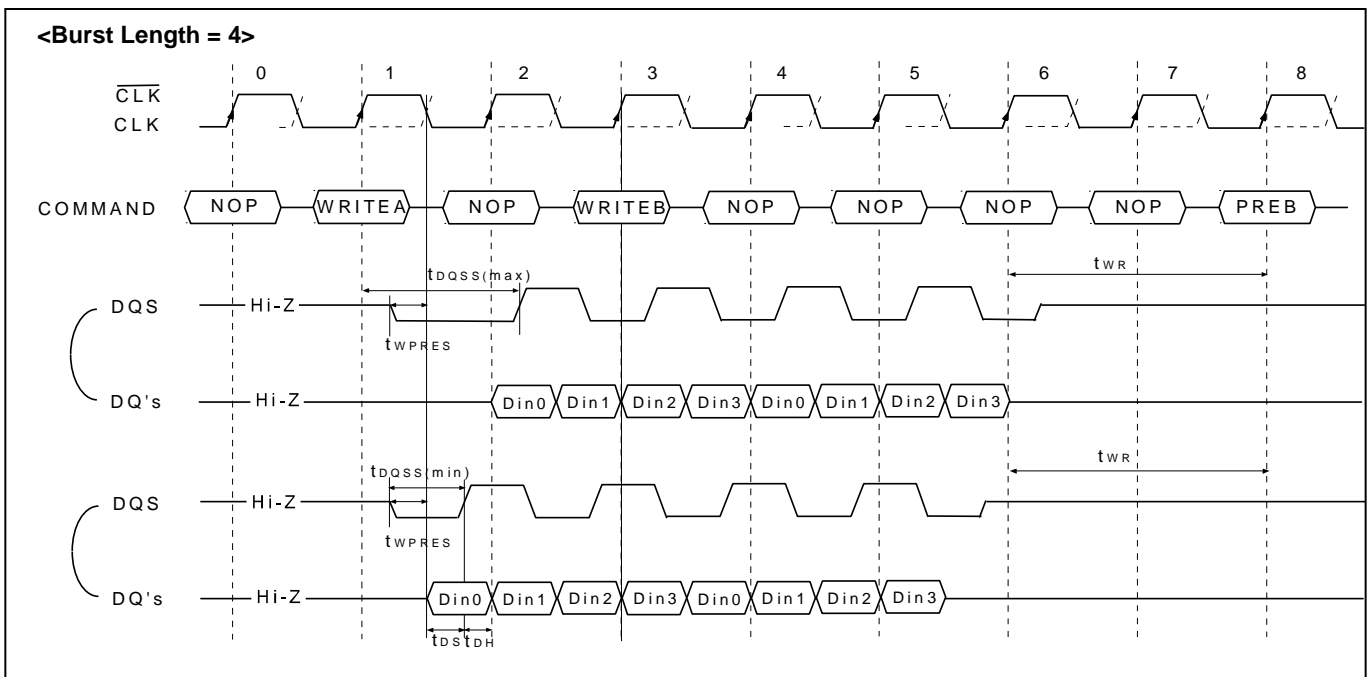 <Burst Length = 4>
0 1 2 3 4 5 6 7 8
CLK
CLK
COMMAND NOP WRITEA NOP WRITEB NOP NOP NOP NOP PREB
tDQSS(max) tWR
DQS Hi-Z
tWPRES
DQ's Hi-Z Din0 Din1 Din2 Din3 Din0 Din1 Din2 Din3
tDQSS(min) tWR
DQS Hi-Z
tWPRES
DQ's Hi-Z Din0 Din1 Din2 Din3 Din0 Din1 Din2 Din3
tDS tDH